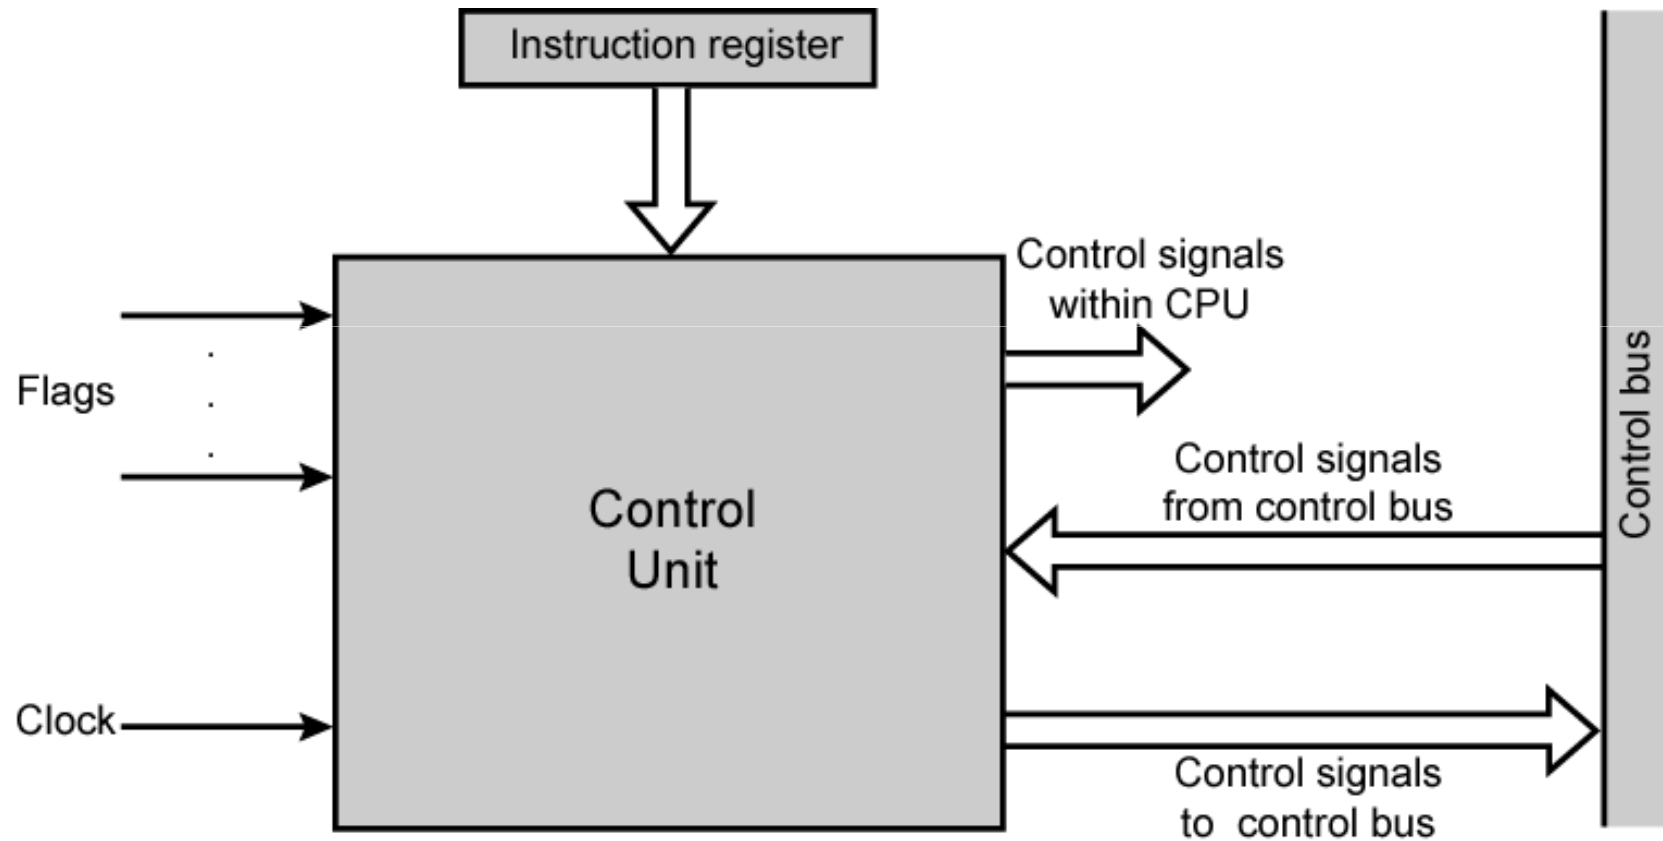 Instruction register
Control signals
within CPU
Flags
Control signals
from control bus
Control bus
Control
Unit
Clock
Control signals
to control bus